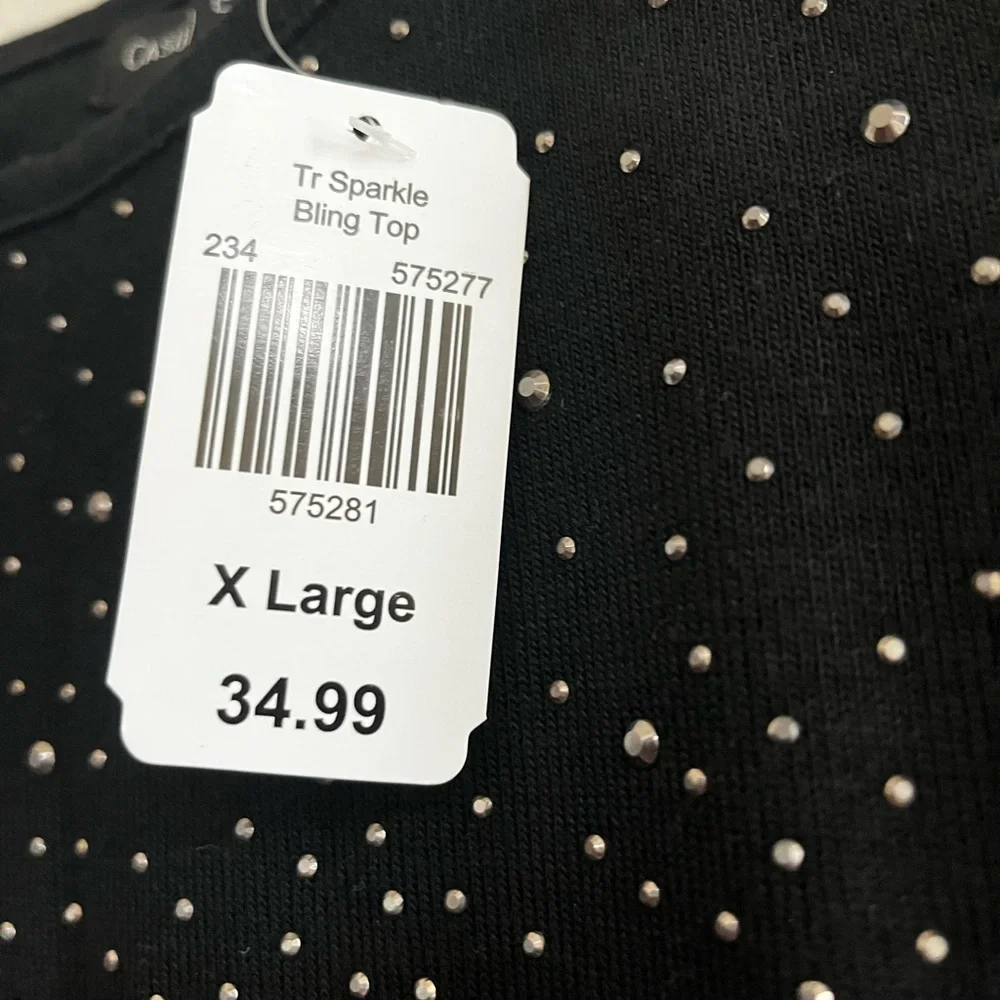 Tr Sparkle
Bling Top
234
575277
575281
X Large
34.99